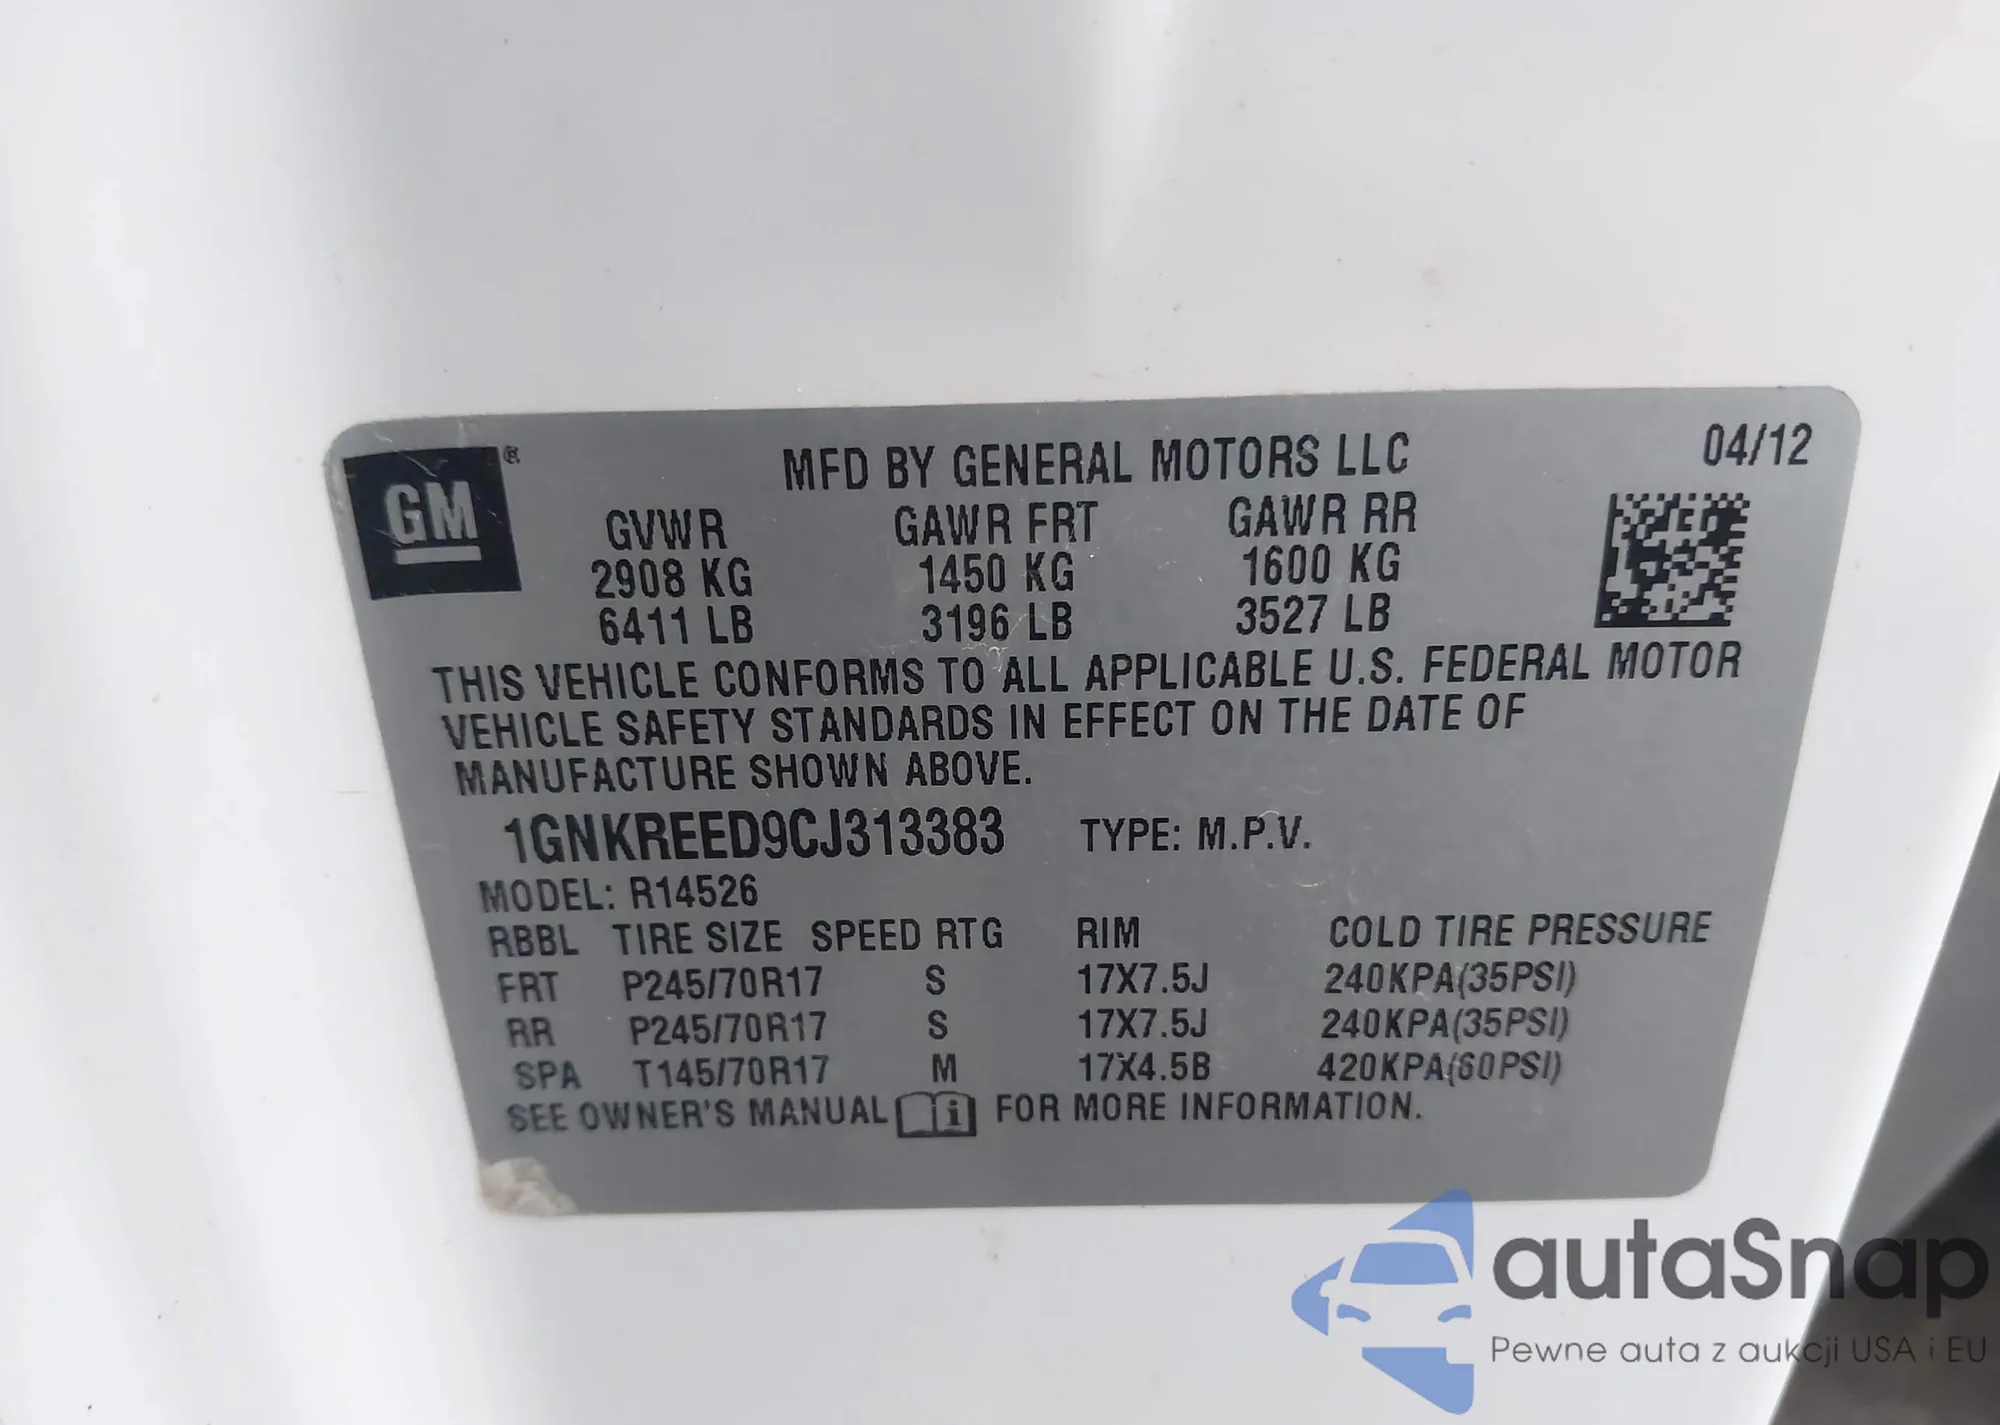 GM®
MFD BY GENERAL MOTORS LLC 04/12
GVWR GAWR FRT GAWR RR
2908 KG 1450 KG 1600 KG
6411 LB 3196 LB 3527 LB
THIS VEHICLE CONFORMS TO ALL APPLICABLE U.S. FEDERAL MOTOR
VEHICLE SAFETY STANDARDS IN EFFECT ON THE DATE OF
MANUFACTURE SHOWN ABOVE.
1GNKREED9CJ313383 TYPE: M.P.V.
MODEL: R14526
RBBL TIRE SIZE SPEED RTG RIM COLD TIRE PRESSURE
FRT P245/70R17 S 17X7.5J 240KPA(35PSI)
RR P245/70R17 S 17X7.5J 240KPA(35PSI)
SPA T145/70R17 M 17X4.5B 420KPA(60PSI)
SEE OWNER'S MANUAL i FOR MORE INFORMATION.
autaSnap
Pewne auta z aukcji USA i EU